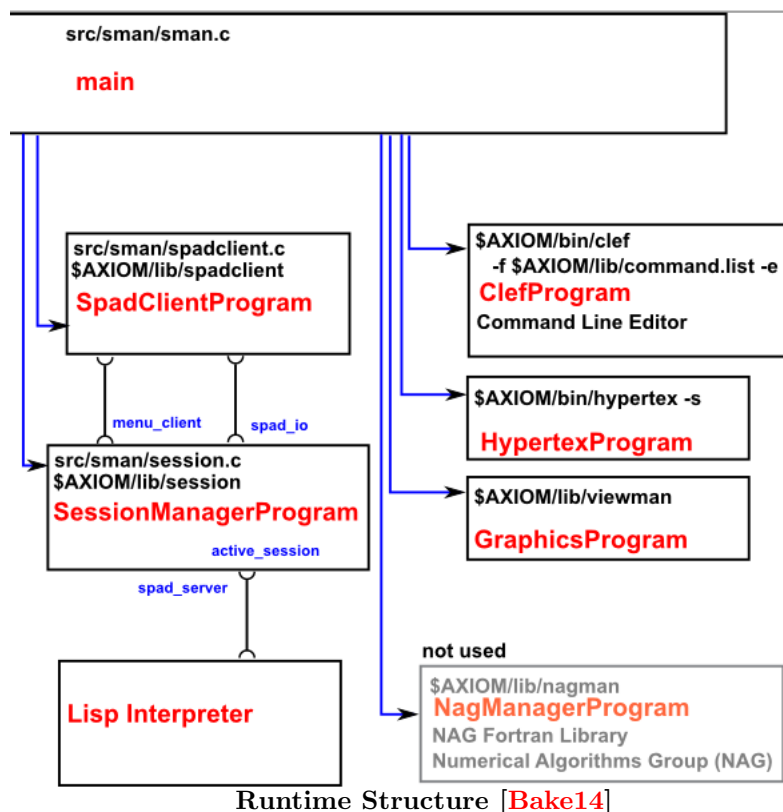 src/sman/sman.c
main
src/sman/spadclient.c
$AXIOM/lib/spadclient
SpadClientProgram
menu_client
spad_io
src/sman/session.c
$AXIOM/lib/session
SessionManagerProgram
active_session
spad_server
Lisp Interpreter
$AXIOM/bin/clef
-f $AXIOM/lib/command.list -e
ClefProgram
Command Line Editor
$AXIOM/bin/hypertex -s
HypertexProgram
$AXIOM/lib/viewman
GraphicsProgram
not used
$AXIOM/lib/nagman
NagManagerProgram
NAG Fortran Library
Numerical Algorithms Group (NAG)
Runtime Structure [Bake14]